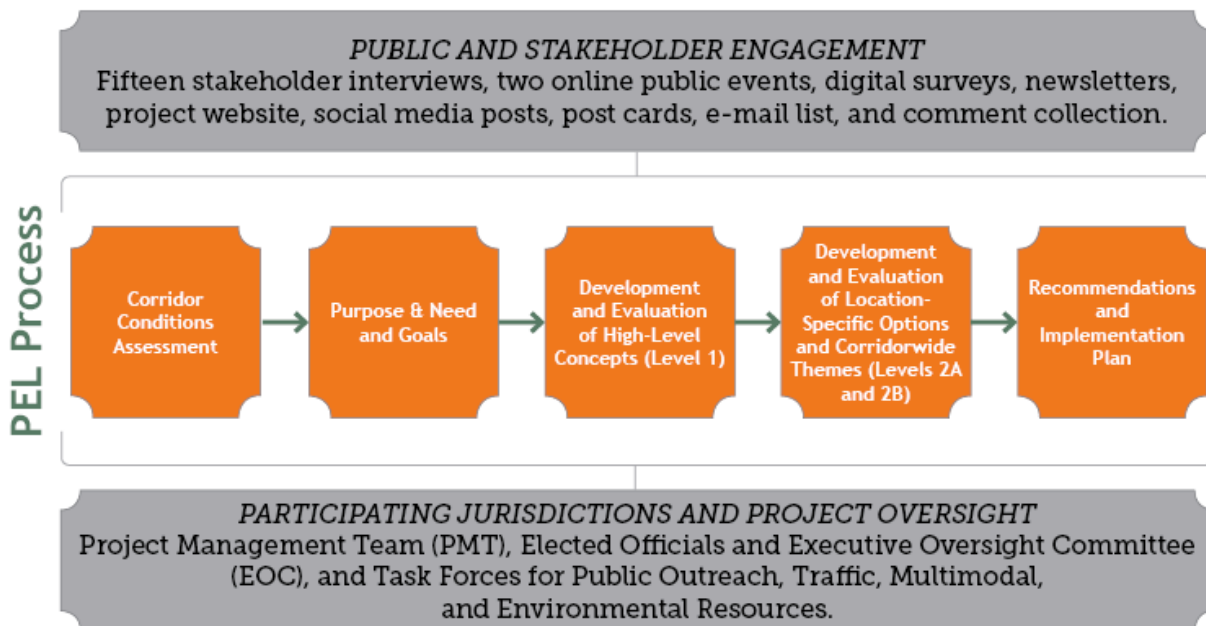 PUBLIC AND STAKEHOLDER ENGAGEMENT
Fifteen stakeholder interviews, two online public events, digital surveys, newsletters,
project website, social media posts, post cards, e-mail list, and comment collection.
PEL Process
Corridor
Conditions
Assessment
Purpose & Need
and Goals
Development
and Evaluation
of High-Level
Concepts (Level 1)
Development
and Evaluation
of Location-
Specific Options
and Corridorwide
Themes (Levels 2A
and 2B)
Recommendations
and
Implementation
Plan
PARTICIPATING JURISDICTIONS AND PROJECT OVERSIGHT
Project Management Team (PMT), Elected Officials and Executive Oversight Committee
(EOC), and Task Forces for Public Outreach, Traffic, Multimodal,
and Environmental Resources.